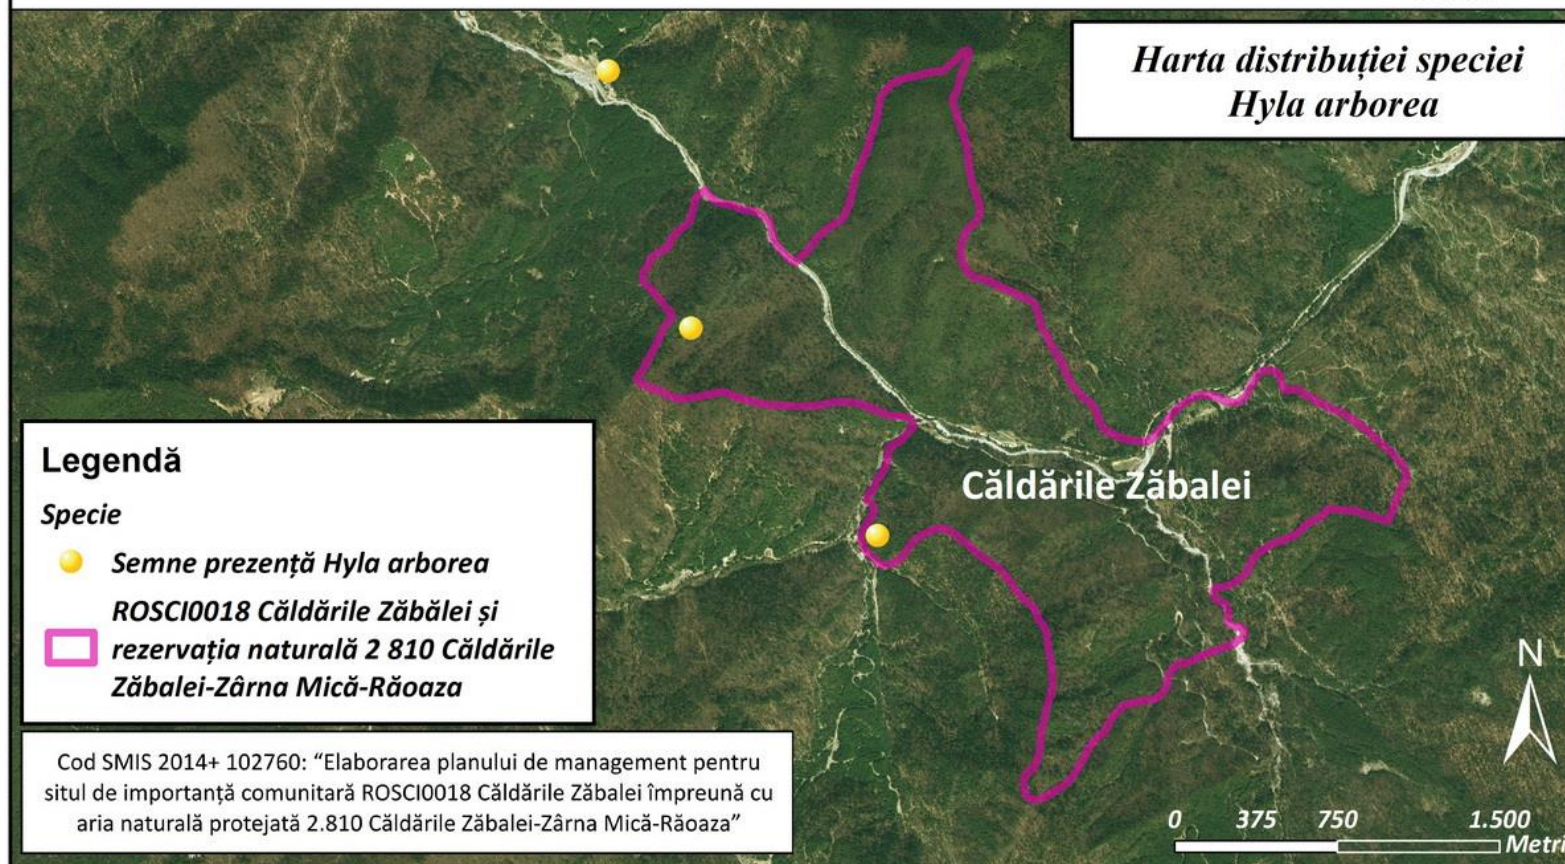 Harta distribuției speciei
Hyla arborea
Căldările Zăbalei
Legendă
Specie
Semne prezență Hyla arborea
ROSCI0018 Căldările Zăbălei și
rezervația naturală 2 810 Căldările
Zăbalei-Zârna Mică-Răoaza
Cod SMIS 2014+ 102760: “Elaborarea planului de management pentru
situl de importanță comunitară ROSCI0018 Căldările Zăbalei împreună cu
aria naturală protejată 2.810 Căldările Zăbalei-Zârna Mică-Răoaza”
N
0 375 750 1.500
Metri